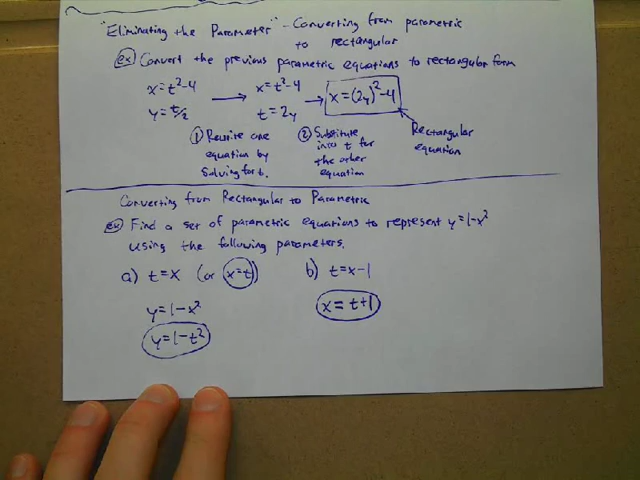 "Eliminating the Parameter" - Converting from parametric
to rectangular
ex Convert the previous parametric equations to rectangular form
x=t²-4
y=t/2
x=t²-4
t=2y
x=(2y)²-4
① Rewrite one
equation by
solving for t.
② Substitute
into t for
the other
equation
Rectangular
equation
Converting from Rectangular to Parametric
ex Find a set of parametric equations to represent y=1-x²
using the following parameters.
a) t=x (or x=t)
y=1-x²
y=1-t²
b) t=x-1
x=t+1